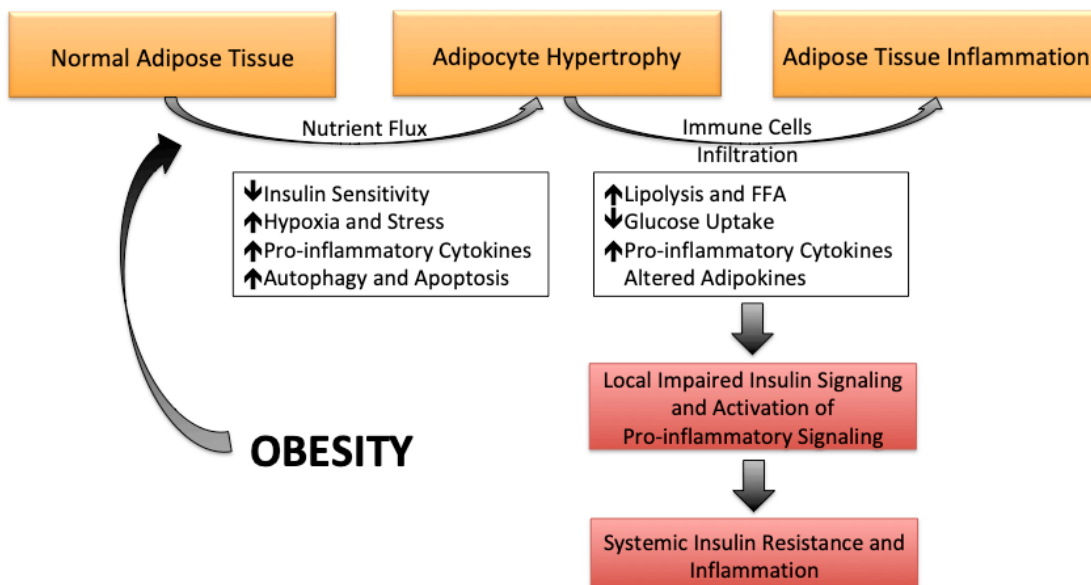 Normal Adipose Tissue
Adipocyte Hypertrophy
Adipose Tissue Inflammation
Nutrient Flux
Immune Cells
Infiltration
↓Insulin Sensitivity
↑Hypoxia and Stress
↑Pro-inflammatory Cytokines
↑Autophagy and Apoptosis
↑Lipolysis and FFA
↓Glucose Uptake
↑Pro-inflammatory Cytokines
Altered Adipokines
Local Impaired Insulin Signaling
and Activation of
Pro-inflammatory Signaling
OBESITY
Systemic Insulin Resistance and
Inflammation